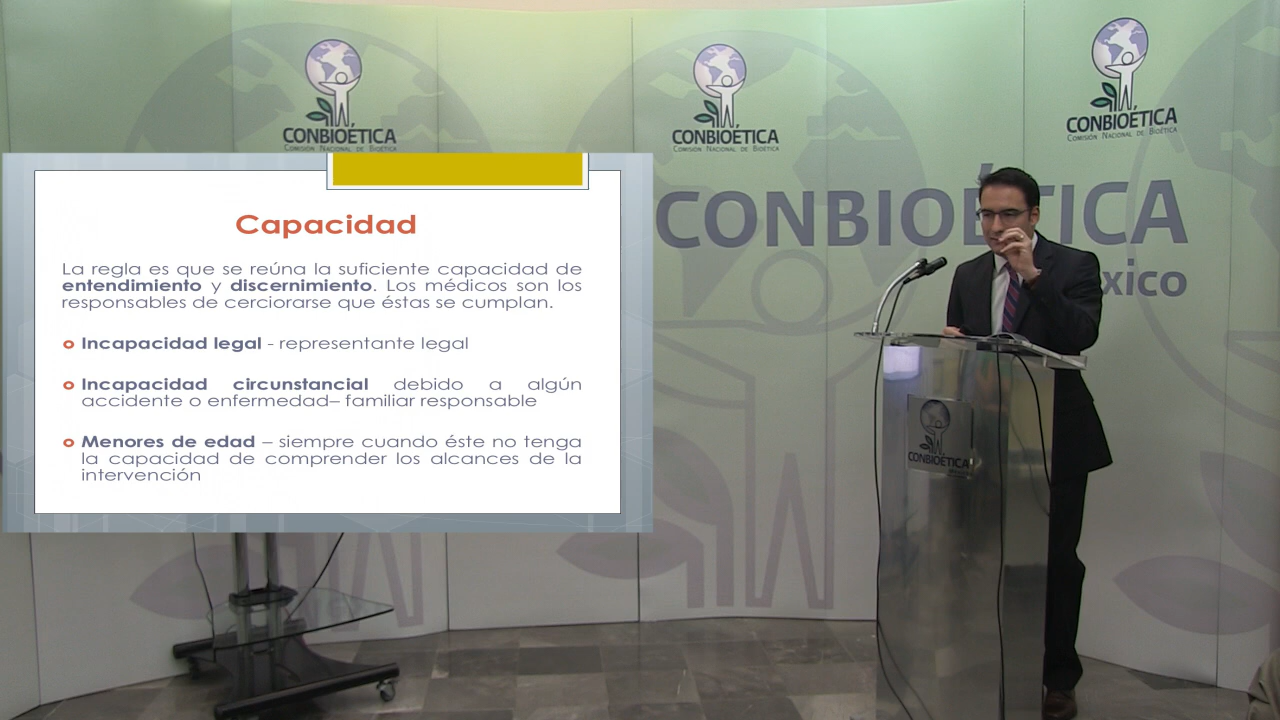 CONBIOÉTICA
COMISIÓN NACIONAL DE BIOÉTICA
CONBIOÉTICA
COMISIÓN NACIONAL DE BIOÉTICA
CONBIOÉTICA
COMISIÓN NACIONAL DE BIOÉTICA
CONBIOÉTICA
xico
Capacidad
La regla es que se reúna la suficiente capacidad de
entendimiento y discernimiento. Los médicos son los
responsables de cerciorarse que éstas se cumplan.
Incapacidad legal - representante legal
Incapacidad circunstancial debido a algún
accidente o enfermedad– familiar responsable
Menores de edad – siempre cuando éste no tenga
la capacidad de comprender los alcances de la
intervención
CONBIOÉTICA